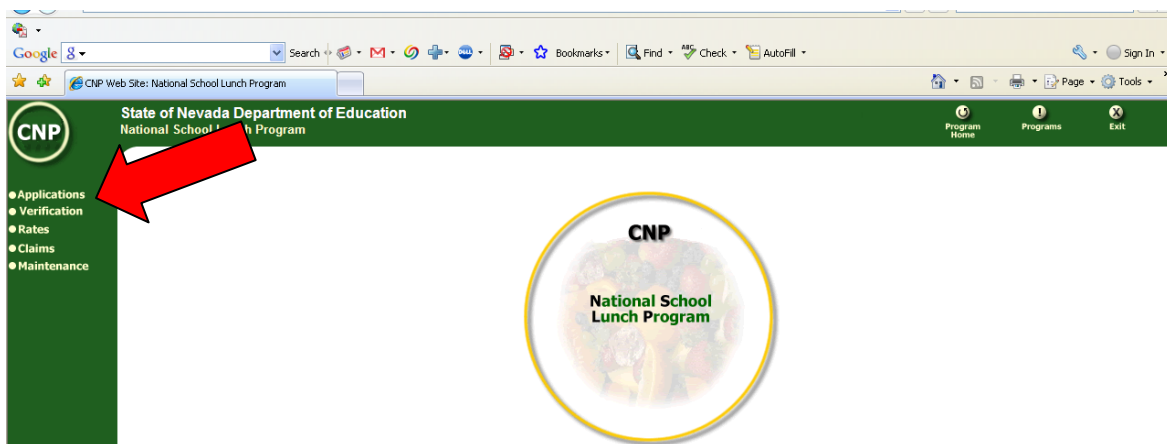 Google Search Bookmarks Find ABC Check AutoFill Sign In
CNP Web Site: National School Lunch Program Page Tools
CNP
State of Nevada Department of Education
National School Lunch Program
Program
Home
Programs
Exit
Applications
Verification
Rates
Claims
Maintenance
CNP
National School
Lunch Program